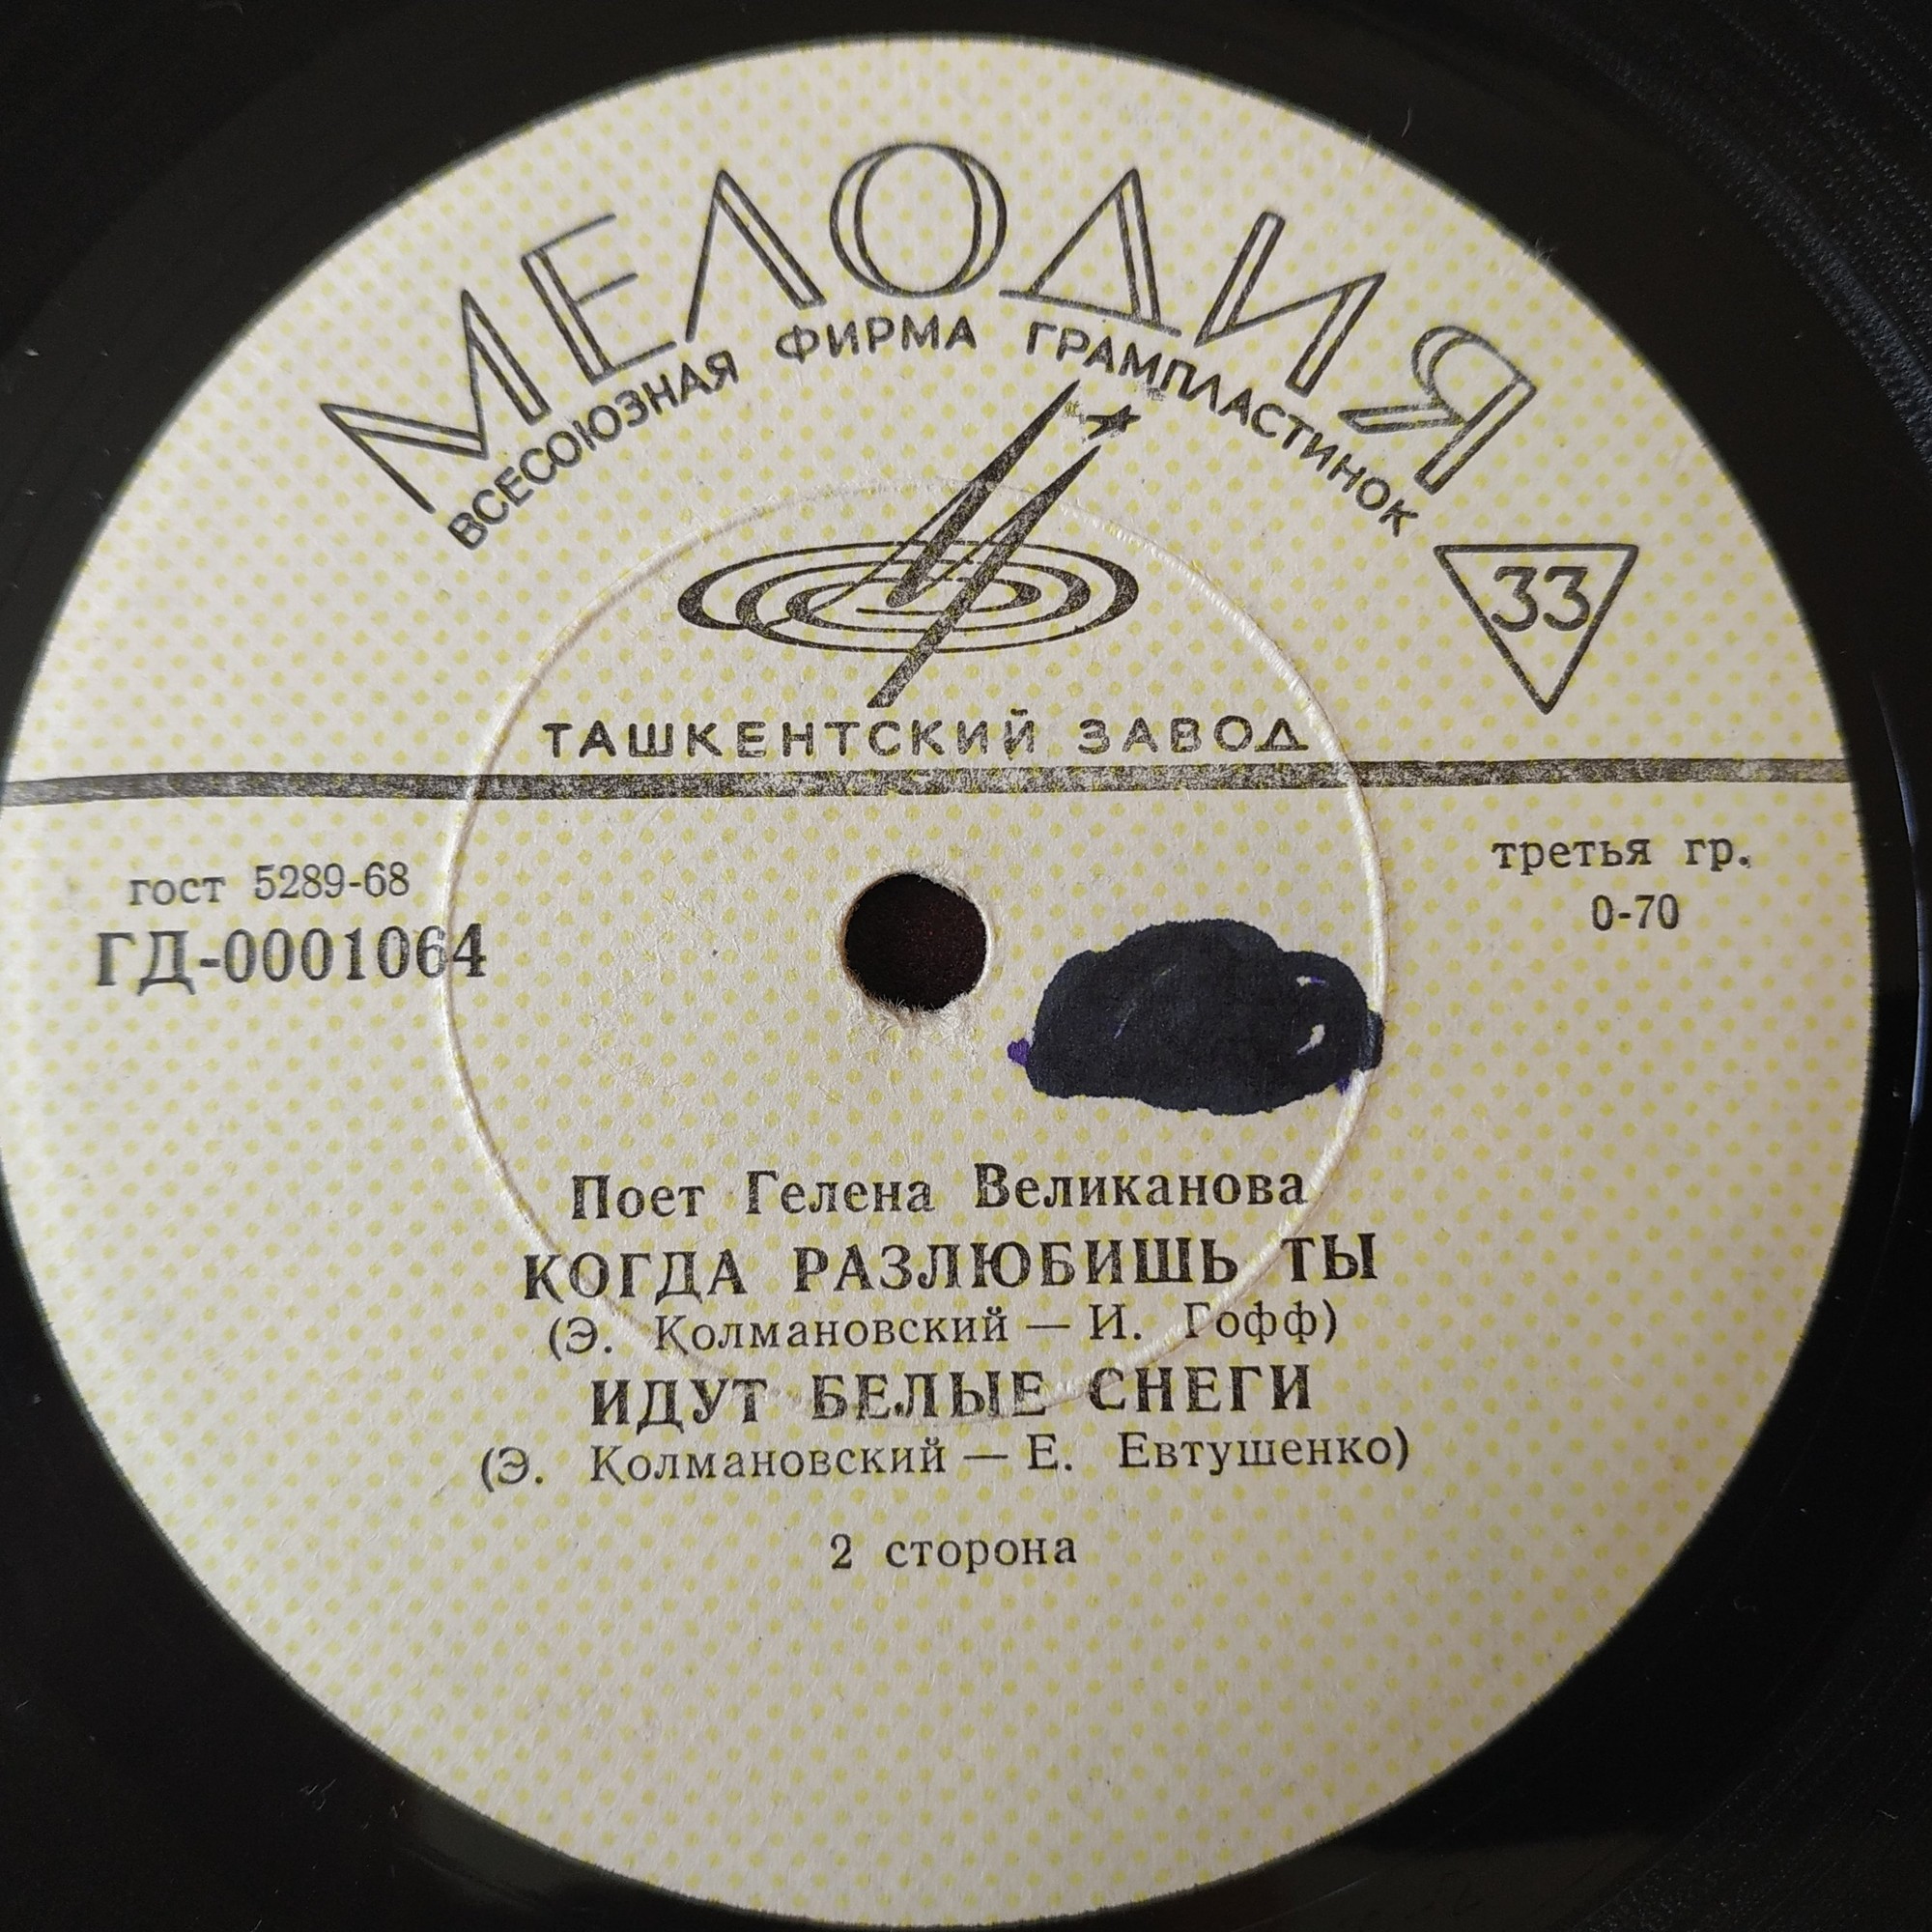 МЕЛОДИЯ
ВСЕСОЮЗНАЯ ФИРМА ГРАМПЛАСТИНОК
33
ТАШКЕНТСКИЙ ЗАВОД
гост 5289-68
третья гр.
ГД-0001064
0-70
Поет Гелена Великанова
КОГДА РАЗЛЮБИШЬ ТЫ
(Э. Колмановский — И. Гофф)
ИДУТ БЕЛЫЕ СНЕГИ
(Э. Колмановский — Е. Евтушенко)
2 сторона